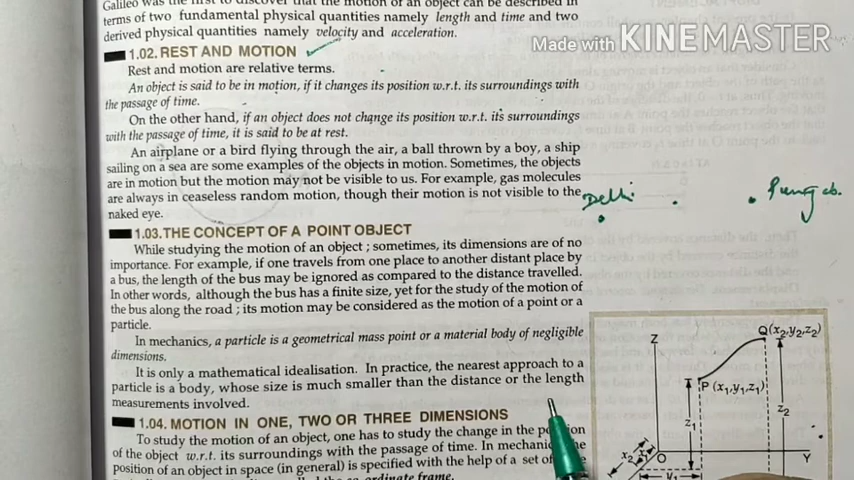 Galileo was the first to discover that the motion of an object can be described in
terms of two fundamental physical quantities namely length and time and two
derived physical quantities namely velocity and acceleration.
Made with KINEMASTER
1.02. REST AND MOTION
Rest and motion are relative terms.
An object is said to be in motion, if it changes its position w.r.t. its surroundings with
the passage of time.
On the other hand, if an object does not change its position w.r.t. its surroundings
with the passage of time, it is said to be at rest.
An airplane or a bird flying through the air, a ball thrown by a boy, a ship
sailing on a sea are some examples of the objects in motion. Sometimes, the objects
are in motion but the motion may not be visible to us. For example, gas molecules
are always in ceaseless random motion, though their motion is not visible to the
naked eye.
Delhi
Pungab.
1.03. THE CONCEPT OF A POINT OBJECT
While studying the motion of an object ; sometimes, its dimensions are of no
importance. For example, if one travels from one place to another distant place by
a bus, the length of the bus may be ignored as compared to the distance travelled.
In other words, although the bus has a finite size, yet for the study of the motion of
the bus along the road ; its motion may be considered as the motion of a point or a
particle.
In mechanics, a particle is a geometrical mass point or a material body of negligible
dimensions.
It is only a mathematical idealisation. In practice, the nearest approach to a
particle is a body, whose size is much smaller than the distance or the length
measurements involved.
1.04. MOTION IN ONE, TWO OR THREE DIMENSIONS
To study the motion of an object, one has to study the change in the position
of the object w.r.t. its surroundings with the passage of time. In mechanics, the
position of an object in space (in general) is specified with the help of a set of
ordinate frame.
Z
Q(x₂,y₂,z₂)
P (x₁,y₁,z₁)
z₁
z₂
O
Y
x₂
x₁
y₁